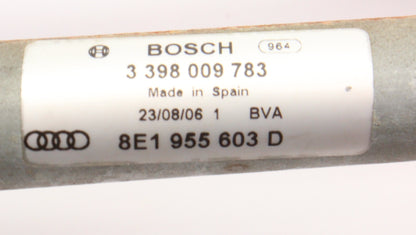 BOSCH 964
3 398 009 783
Made in Spain
23/08/06 1 BVA
8E1 955 603 D